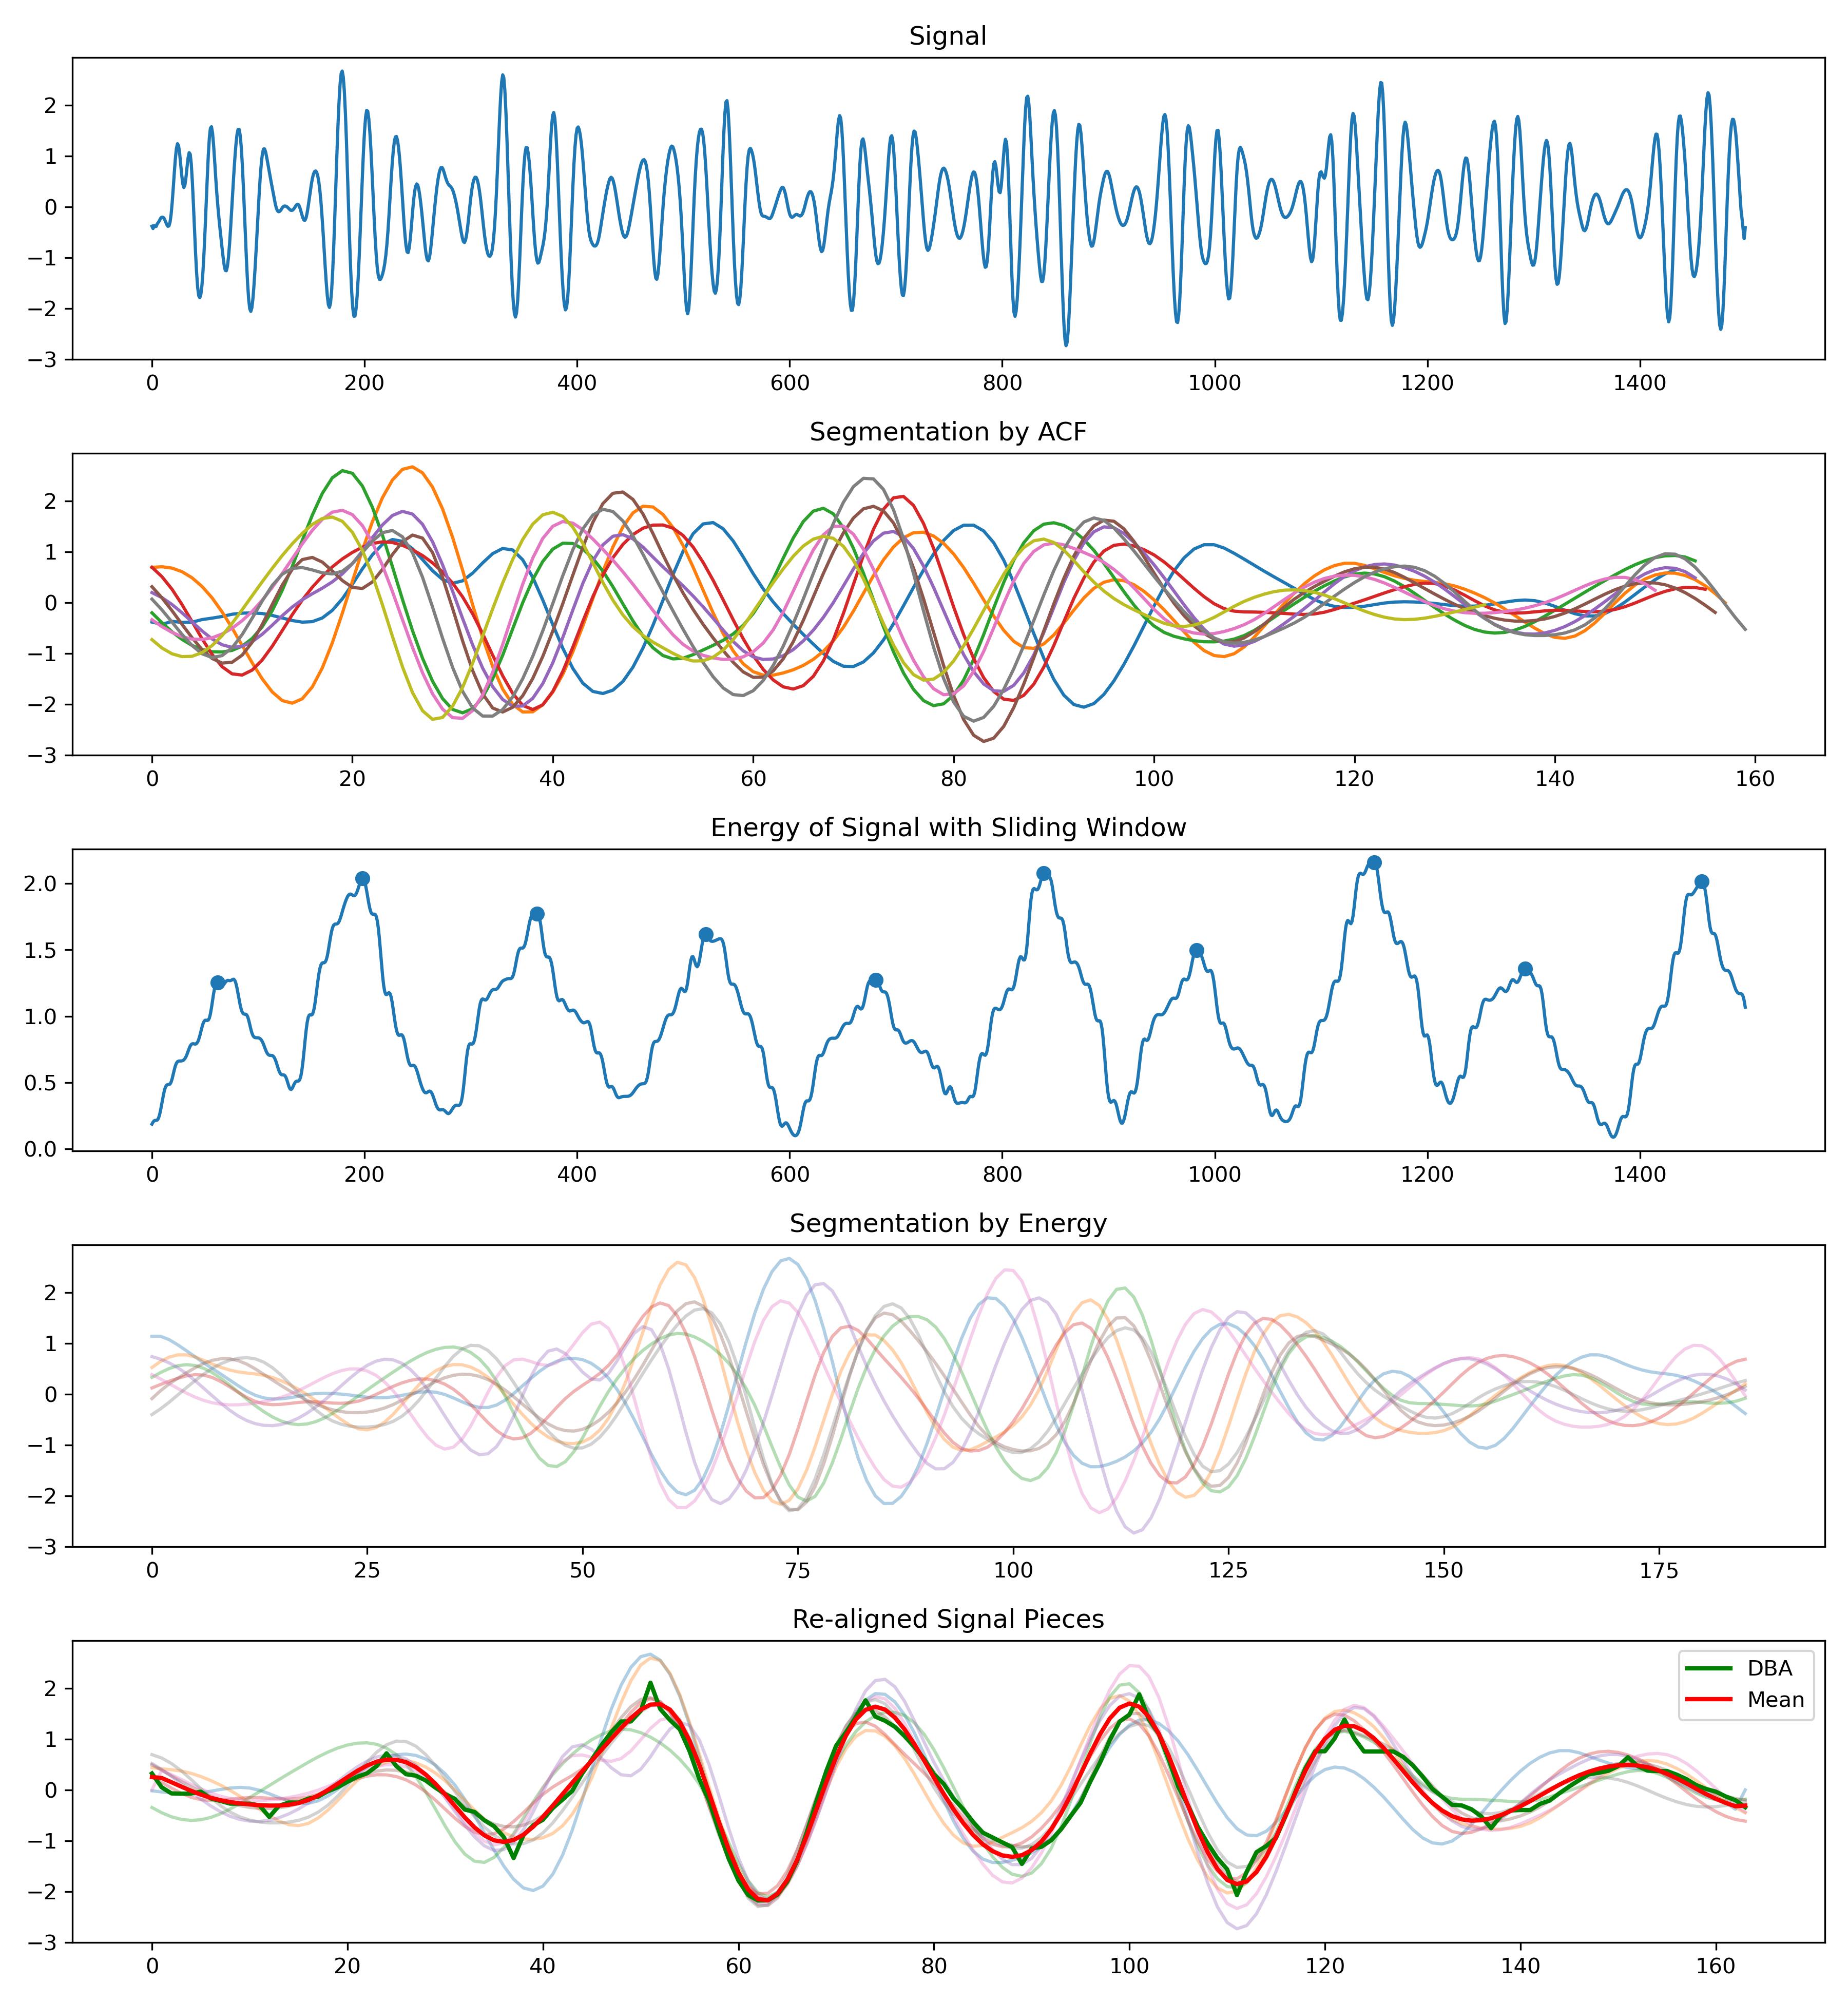 Signal
2
1
0
−1
−2
−3
0 200 400 600 800 1000 1200 1400
Segmentation by ACF
2
1
0
−1
−2
−3
0 20 40 60 80 100 120 140 160
Energy of Signal with Sliding Window
2.0
1.5
1.0
0.5
0.0
0 200 400 600 800 1000 1200 1400
Segmentation by Energy
2
1
0
−1
−2
−3
0 25 50 75 100 125 150 175
Re-aligned Signal Pieces
DBA
Mean
2
1
0
−1
−2
−3
0 20 40 60 80 100 120 140 160